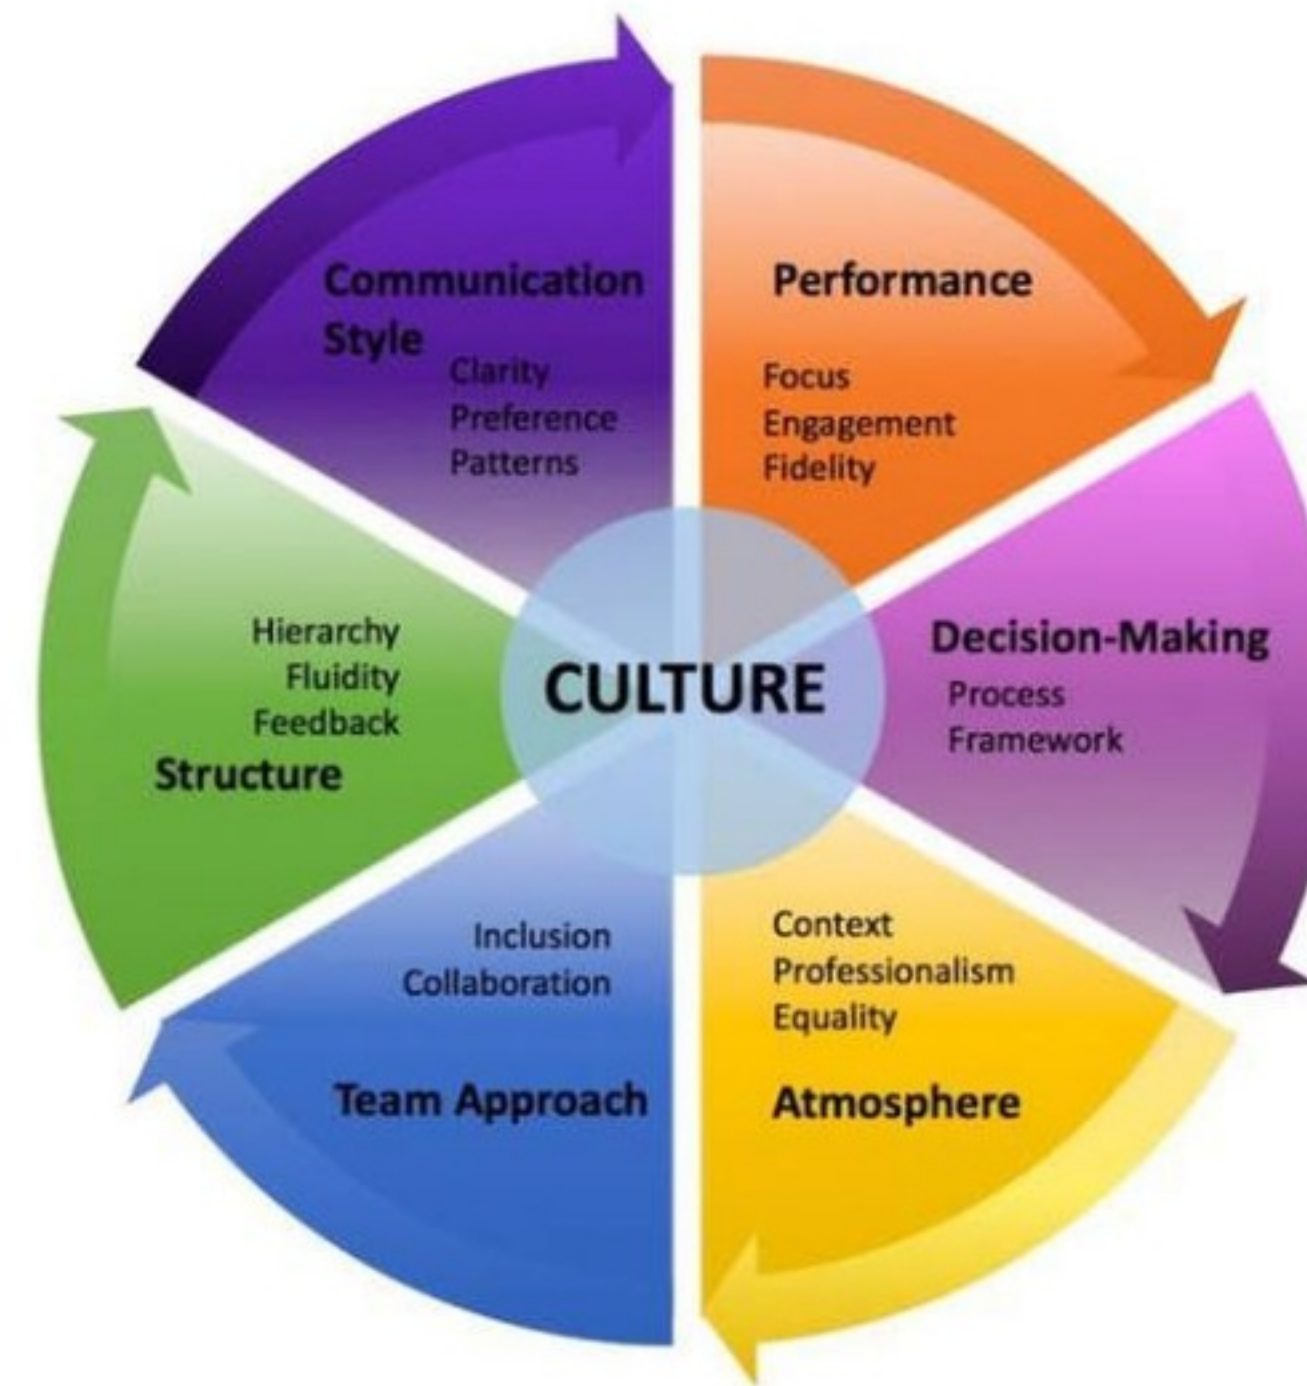 Communication
Style
Clarity
Preference
Patterns
Performance
Focus
Engagement
Fidelity
Hierarchy
Fluidity
Feedback
Structure
CULTURE
Decision-Making
Process
Framework
Inclusion
Collaboration
Team Approach
Context
Professionalism
Equality
Atmosphere